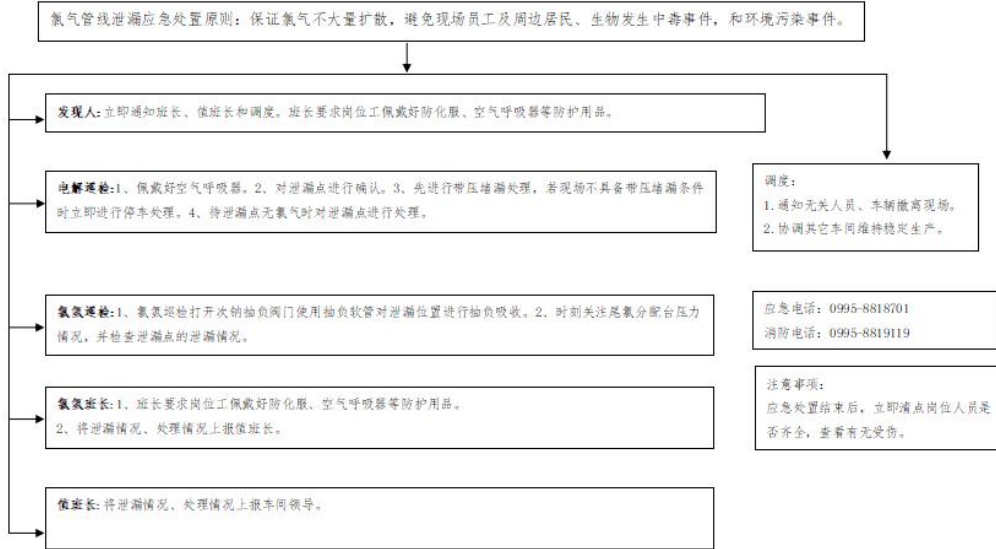 氯气管线泄漏应急处置原则：保证氯气不大量扩散，避免现场员工及周边居民、生物发生中毒事件，和环境污染事件。
发现人：立即通知班长、值班长和调度。班长要求岗位工佩戴好防化服、空气呼吸器等防护用品。
电解巡检：1、佩戴好空气呼吸器。2、对泄漏点进行确认。3、先进行带压堵漏处理，若现场不具备带压堵漏条件
时立即进行停车处理。4、待泄漏点无氯气时对泄漏点进行处理。
调度：
1.通知无关人员、车辆撤离现场。
2.协调其它车间维持稳定生产。
氯氢巡检：1、氯氢巡检打开次钠抽负阀门使用抽负软管对泄漏位置进行抽负吸收。2、时刻关注尾氯分配台压力
情况，并检查泄漏点的泄漏情况。
应急电话：0995-8818701
消防电话：0995-8819119
氯氢班长：1、班长要求岗位工佩戴好防化服、空气呼吸器等防护用品。
2、将泄漏情况、处理情况上报值班长。
注意事项：
应急处置结束后，立即清点岗位人员是
否齐全，查看有无受伤。
值班长：将泄漏情况、处理情况上报车间领导。